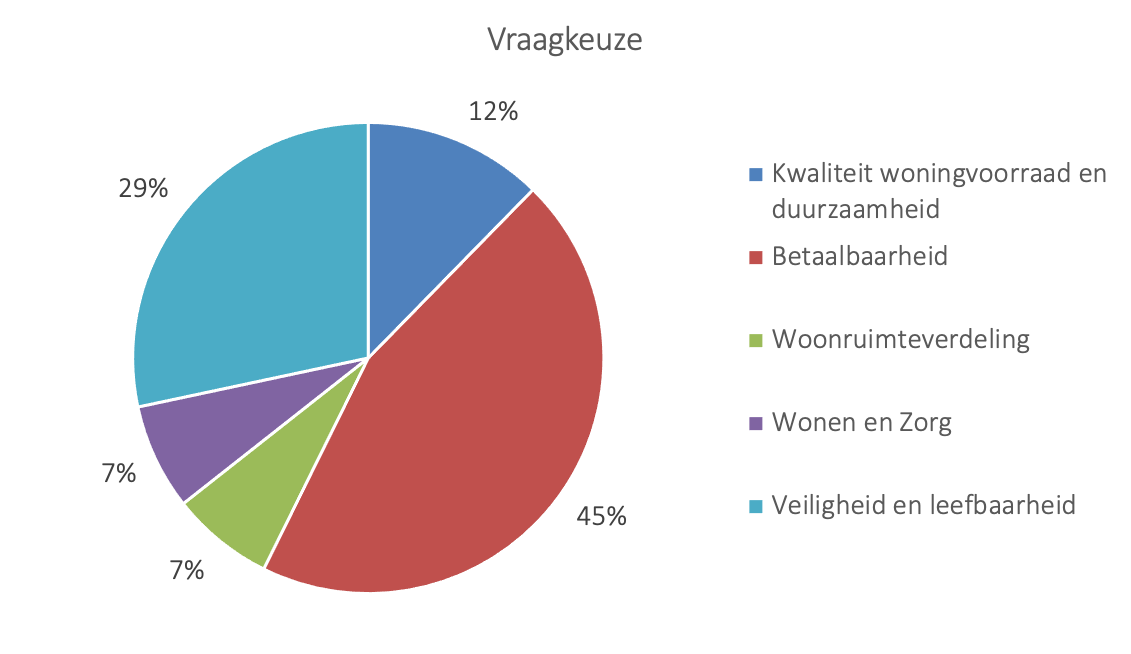 Vraagkeuze
12%
29%
45%
7%
7%
Kwaliteit woningvoorraad en
duurzaamheid
Betaalbaarheid
Woonruimteverdeling
Wonen en Zorg
Veiligheid en leefbaarheid